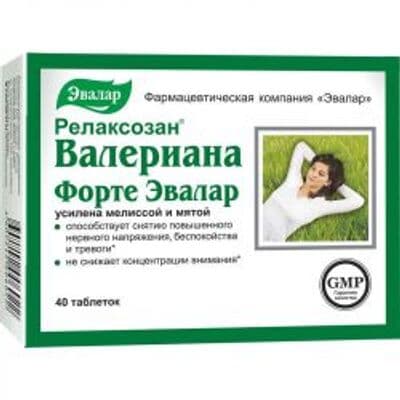 Эвалар
Фармацевтическая компания «Эвалар»
Релаксозан®
Валериана
Форте Эвалар
усилена мелиссой и мятой
• способствует снятию повышенного
нервного напряжения, беспокойства
и тревоги*
• не снижает концентрации внимания*
40 таблеток
GMP